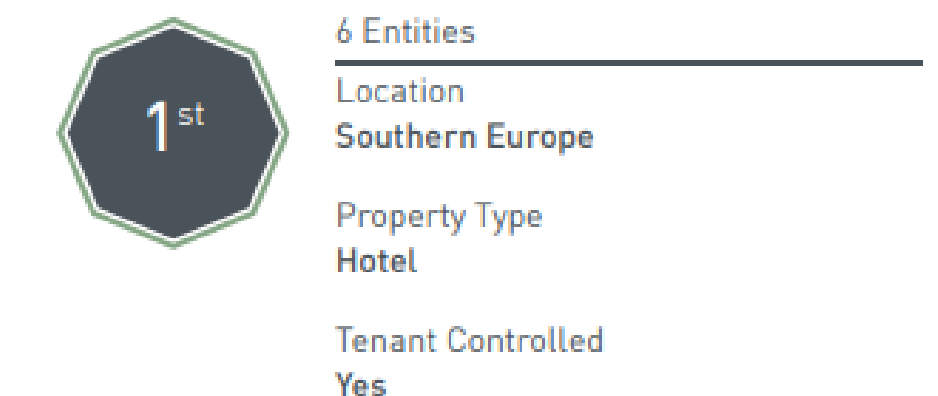 1st
6 Entities
Location
Southern Europe
Property Type
Hotel
Tenant Controlled
Yes